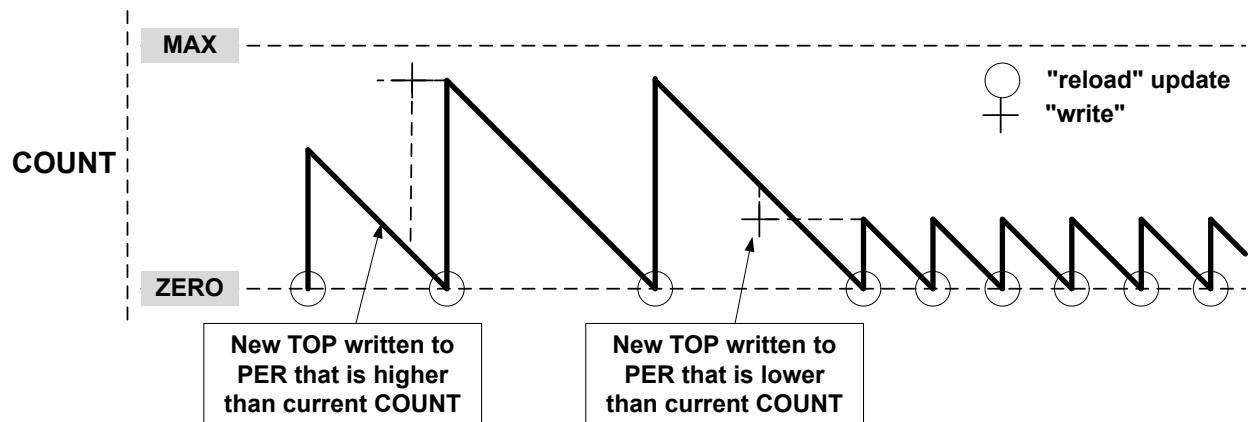 MAX
"reload" update
"write"
COUNT
ZERO
New TOP written to
PER that is higher
than current COUNT
New TOP written to
PER that is lower
than current COUNT